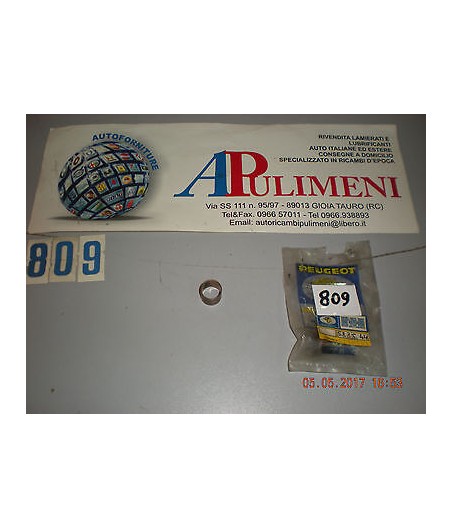 AUTOFORNITURE
APULIMENI
RIVENDITA LAMIERATI E
LUBRIFICANTI
AUTO ITALIANE ED ESTERE
CONSEGNE A DOMICILIO
SPECIALIZZATO IN RICAMBI D'EPOCA
Via SS 111 n. 95/97 - 89013 GIOIA TAURO (RC)
Tel&Fax. 0966 57011 - Tel 0966.938893
Email: autoricambipulimeni@libero.it
809
PEUGEOT
809
05.05.2017 16:53